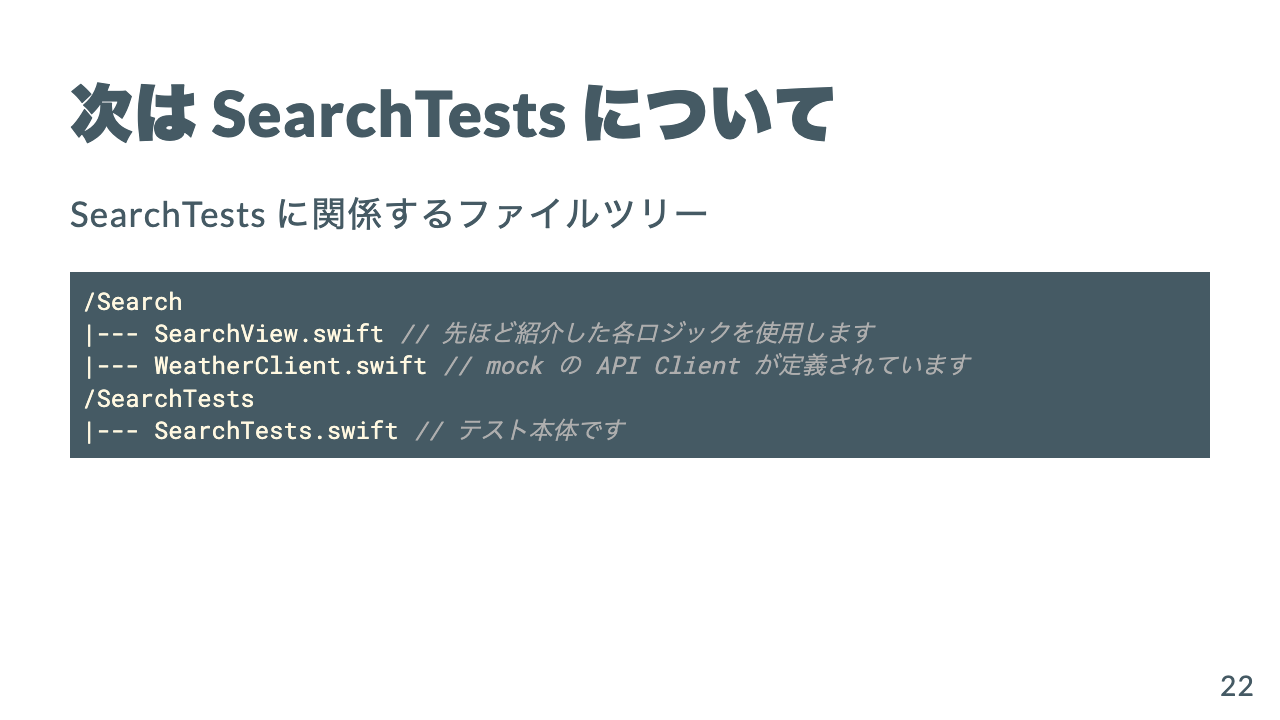 次は SearchTests について
SearchTests に関係するファイルツリー
/Search
|--- SearchView.swift // 先ほど紹介した各ロジックを使用します
|--- WeatherClient.swift // mock の API Client が定義されています
/SearchTests
|--- SearchTests.swift // テスト本体です
22